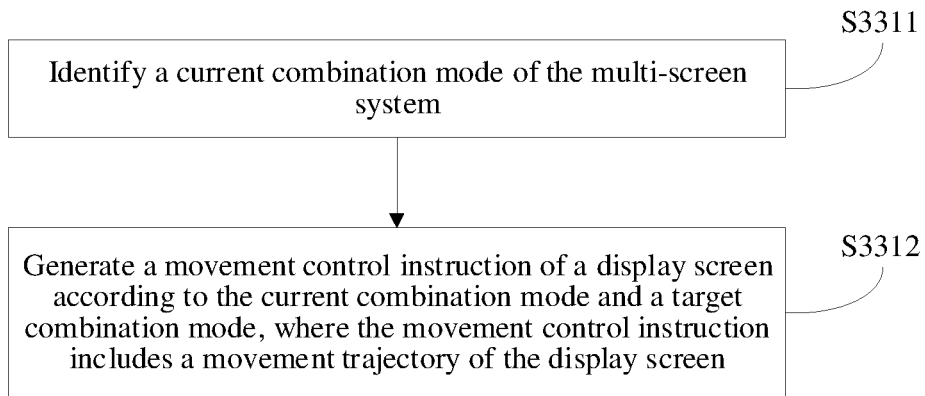 S3311
Identify a current combination mode of the multi-screen
system
S3312
Generate a movement control instruction of a display screen
according to the current combination mode and a target
combination mode, where the movement control instruction
includes a movement trajectory of the display screen